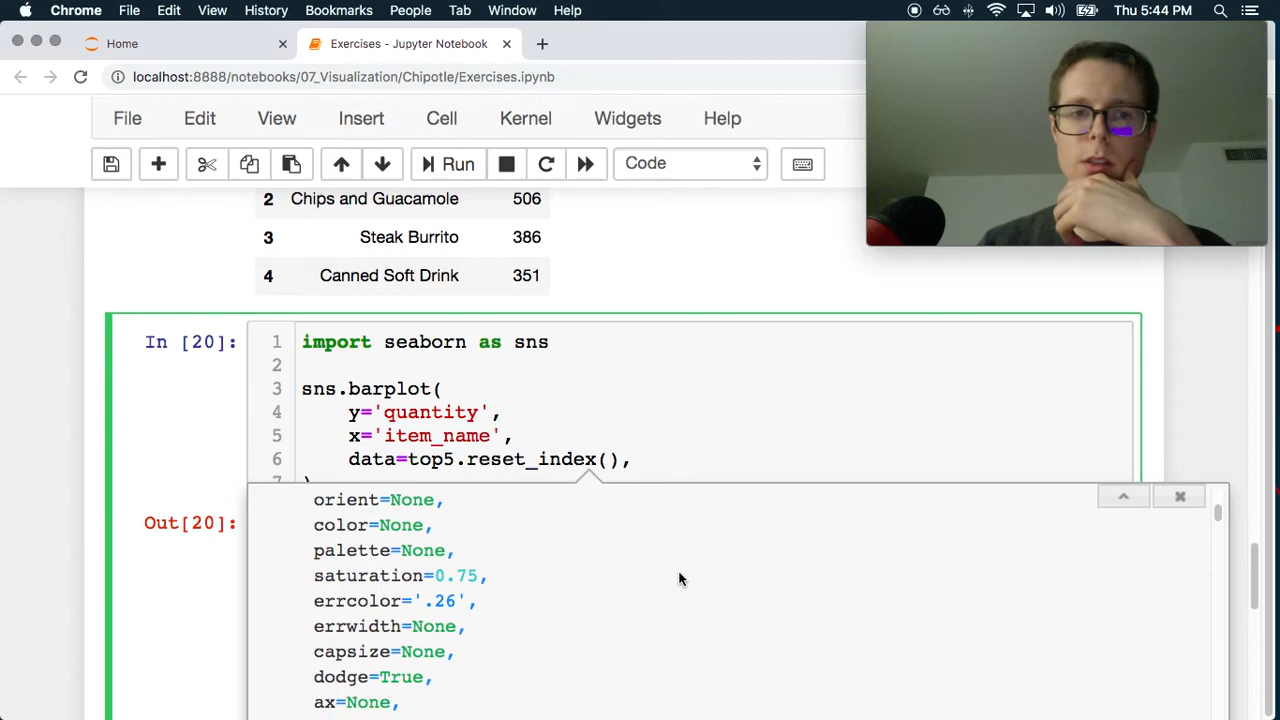 Chrome File Edit View History Bookmarks People Tab Window Help Thu 5:44 PM
Home Exercises - Jupyter Notebook
localhost:8888/notebooks/07_Visualization/Chipotle/Exercises.ipynb
File Edit View Insert Cell Kernel Widgets Help
Run Code
2 Chips and Guacamole 506
3 Steak Burrito 386
4 Canned Soft Drink 351
In [20]: 1 import seaborn as sns
2
3 sns.barplot(
4 y='quantity',
5 x='item_name',
6 data=top5.reset_index(),
7 )
orient=None,
Out[20]: color=None,
palette=None,
saturation=0.75,
errcolor='.26',
errwidth=None,
capsize=None,
dodge=True,
ax=None,